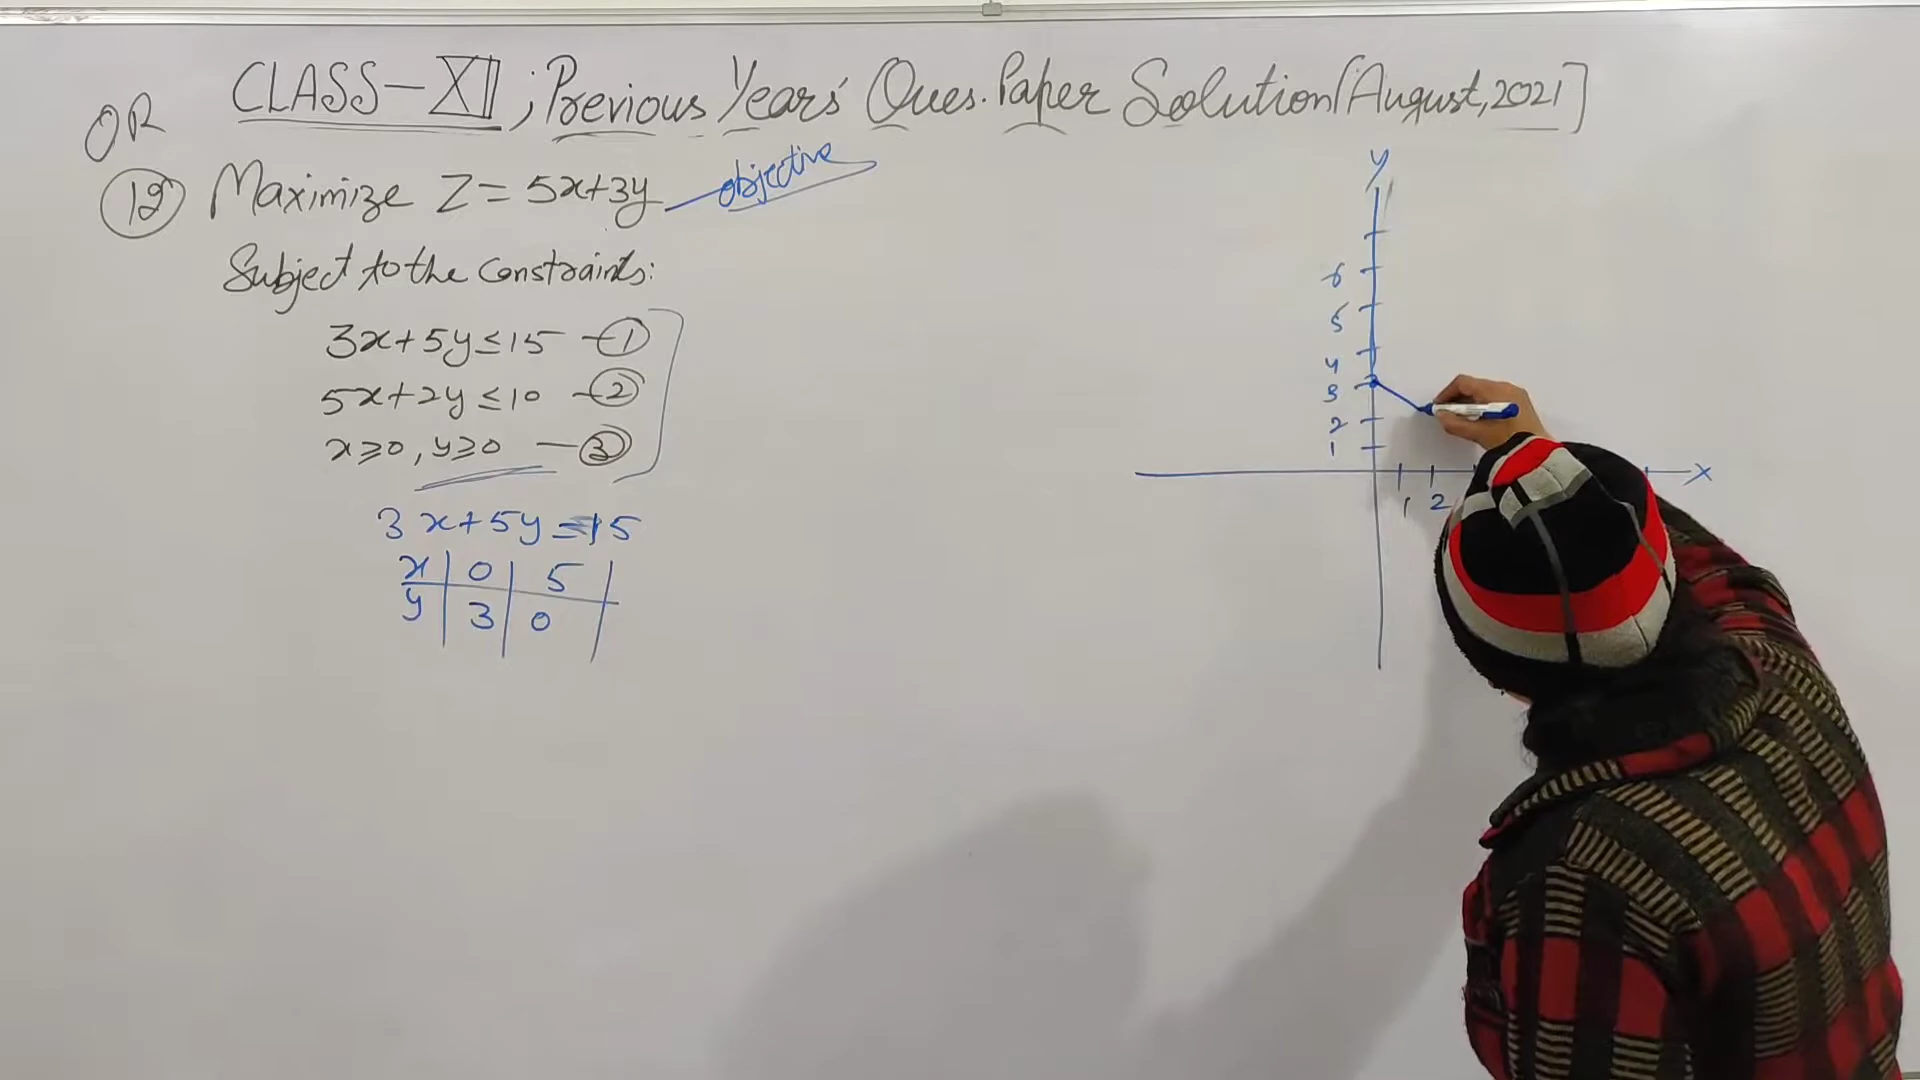 CLASS-XII; Previous Years' Ques. Paper Solution [August, 2021]
OR
12 Maximize Z = 5x+3y objective
Subject to the Constraints:
3x+5y≤15 -1
5x+2y≤10 -2
x≥0, y≥0 -3
3x+5y=15
x | 0 | 5
y | 3 | 0
y
6
5
4
3
2
1
x
1 2